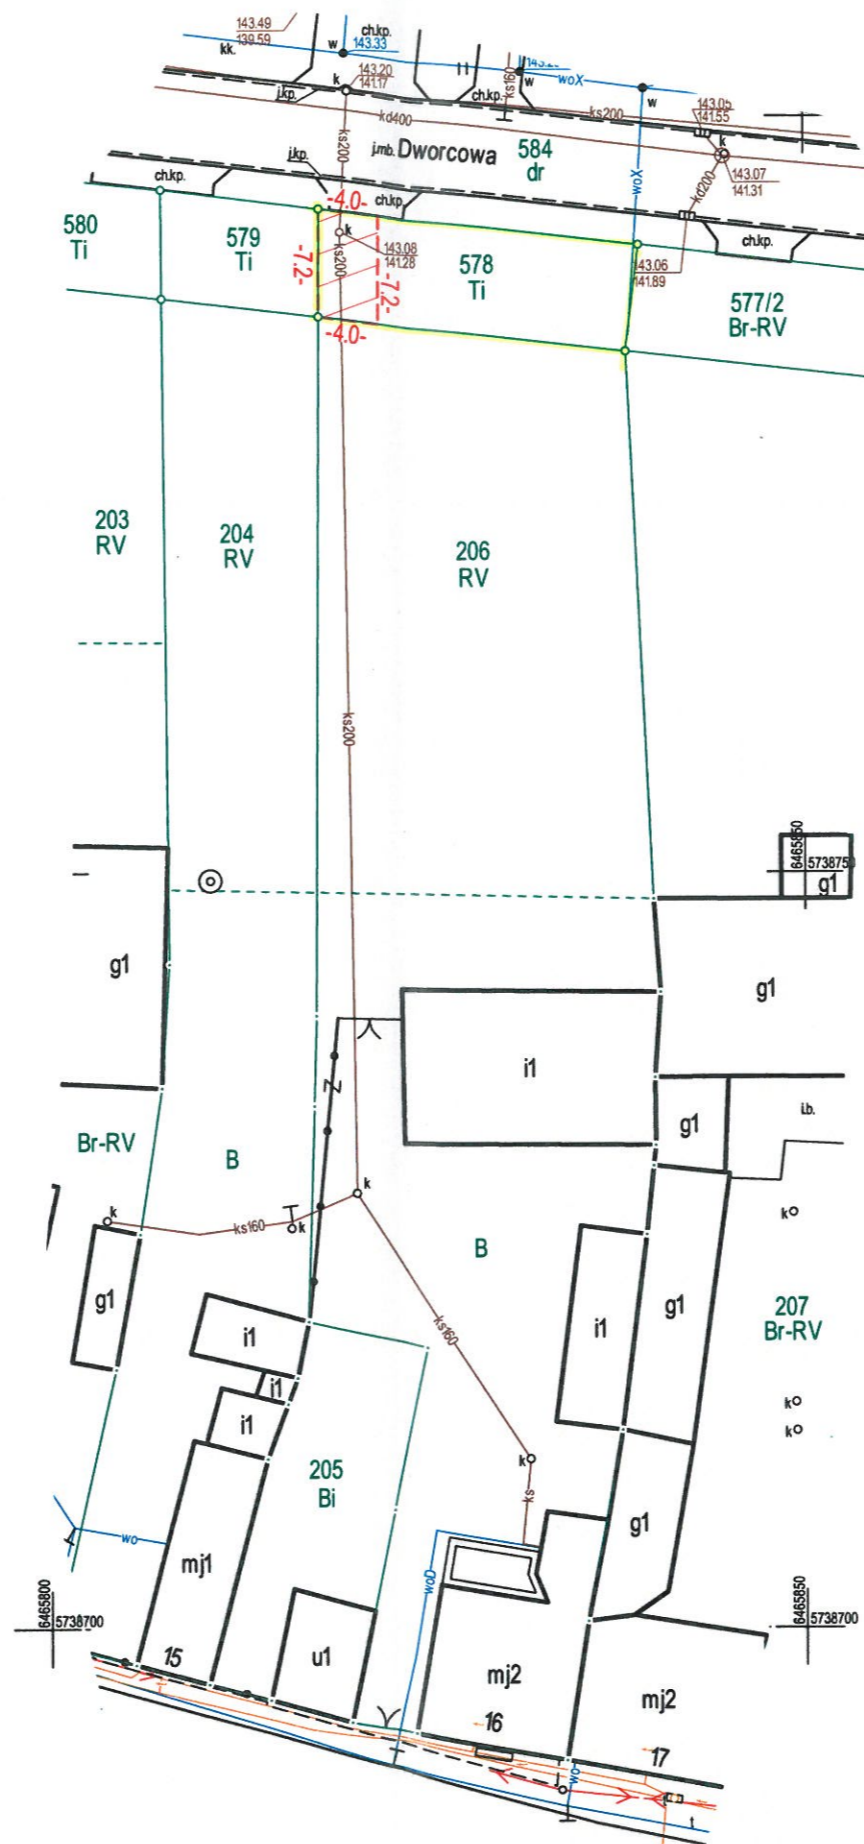 143.49
139.59
kk.
w
ch.kp.
143.33
w
woX
w
k
143.20
141.17
j.kp.
ch.kp.
ks160
ks200
143.05
141.55
kd400
ks200
j.mb.
Dworcowa
584
dr
k
kd200
143.07
141.31
ch.kp.
j.kp.
-4.0-
ch.kp.
woX
ch.kp.
580
Ti
579
Ti
-7.2-
k
ks200
143.08
141.28
-7.2-
578
Ti
143.06
141.89
577/2
Br-RV
-4.0-
203
RV
204
RV
206
RV
ks200
6465850
5738750
g1
g1
g1
i1
Br-RV
B
g1
i.b.
k
k
ks160
k
k
B
g1
i1
i1
g1
207
Br-RV
ks160
i1
i1
k
k
205
Bi
k
ks
g1
wo
mj1
woD
6465800
5738700
6465850
5738700
15
u1
mj2
16
mj2
17
wo
t